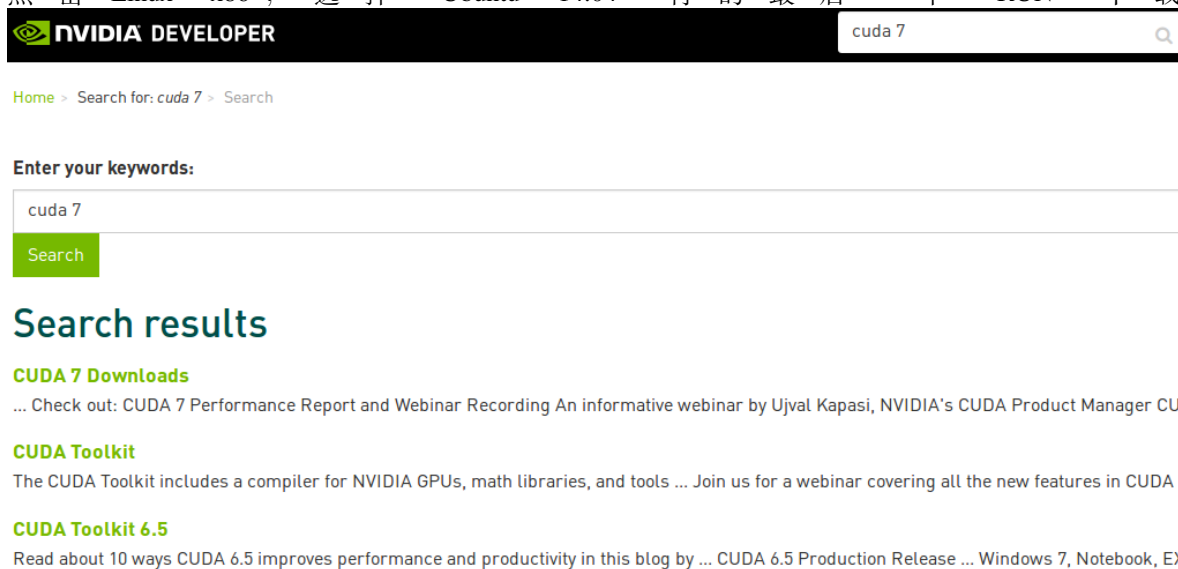 NVIDIA DEVELOPER cuda 7
Home > Search for: cuda 7 > Search
Enter your keywords:
cuda 7
Search
Search results
CUDA 7 Downloads
... Check out: CUDA 7 Performance Report and Webinar Recording An informative webinar by Ujval Kapasi, NVIDIA's CUDA Product Manager CU
CUDA Toolkit
The CUDA Toolkit includes a compiler for NVIDIA GPUs, math libraries, and tools ... Join us for a webinar covering all the new features in CUDA
CUDA Toolkit 6.5
Read about 10 ways CUDA 6.5 improves performance and productivity in this blog by ... CUDA 6.5 Production Release ... Windows 7, Notebook, EX